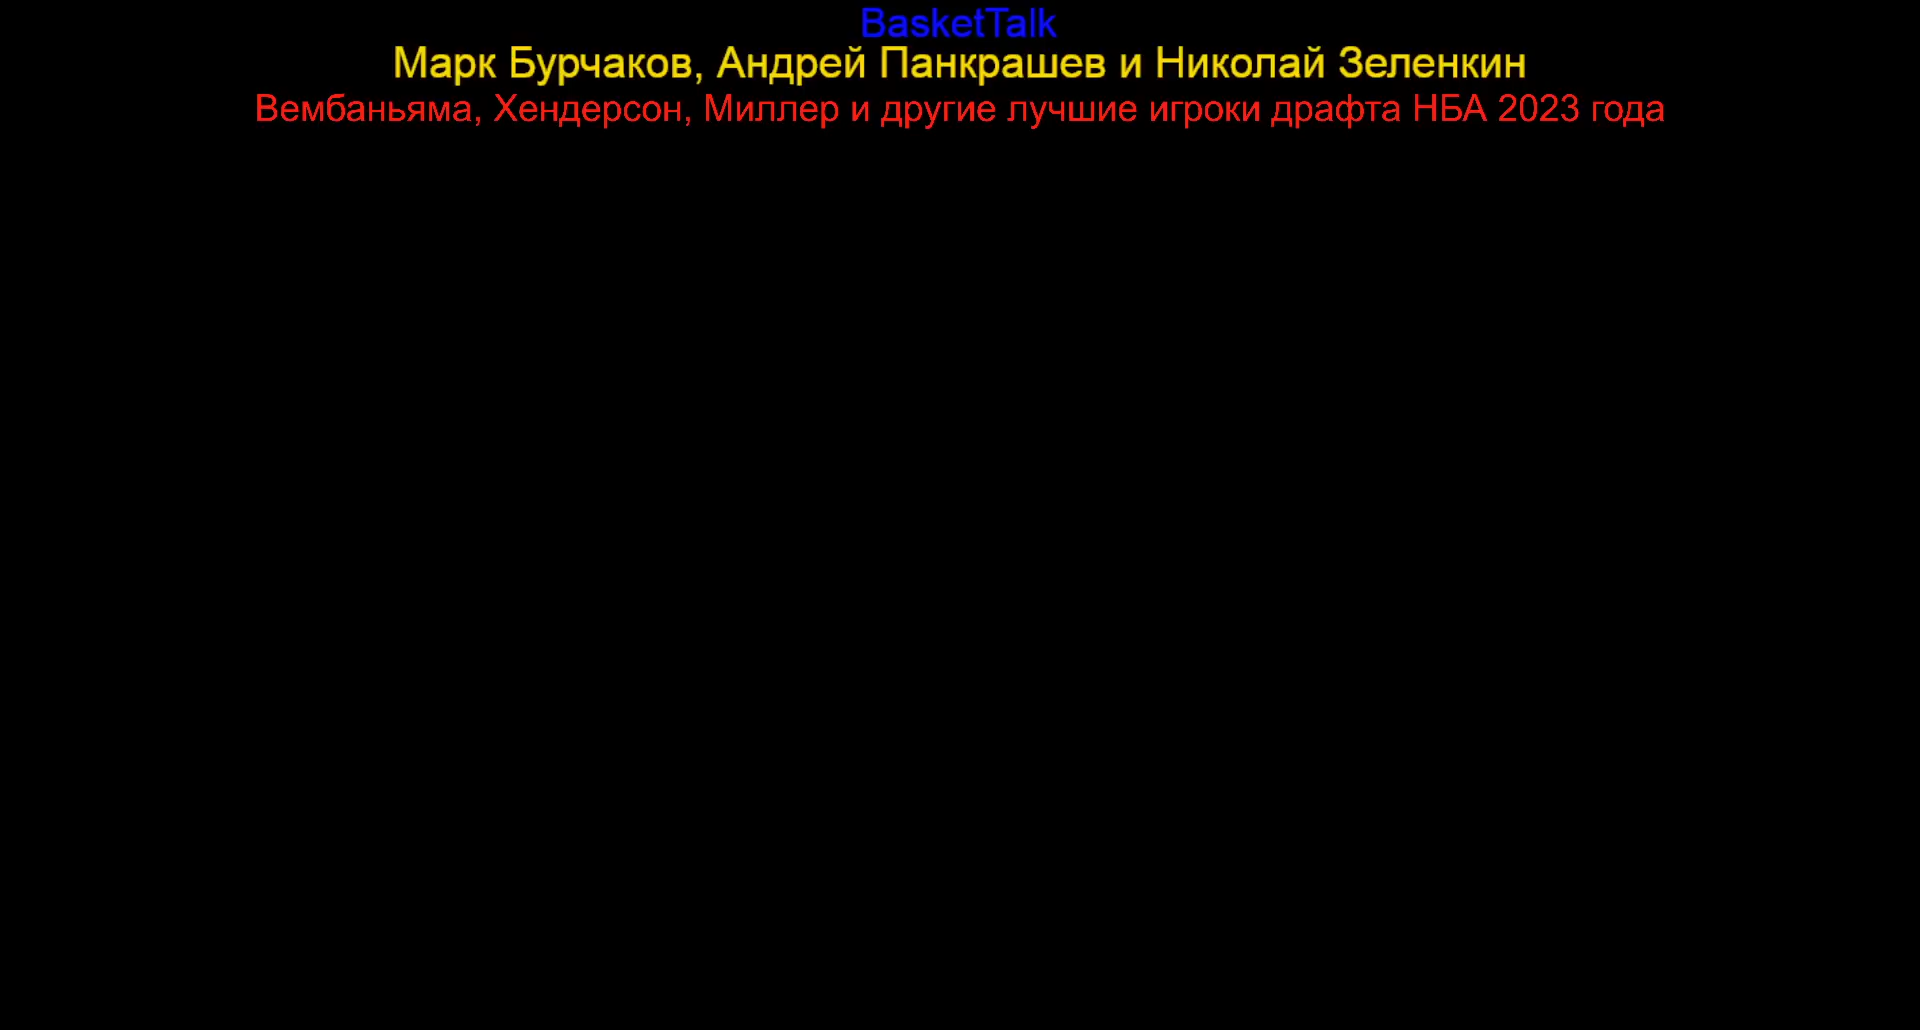 BasketTalk
Марк Бурчаков, Андрей Панкрашев и Николай Зеленкин
Вембаньяма, Хендерсон, Миллер и другие лучшие игроки драфта НБА 2023 года